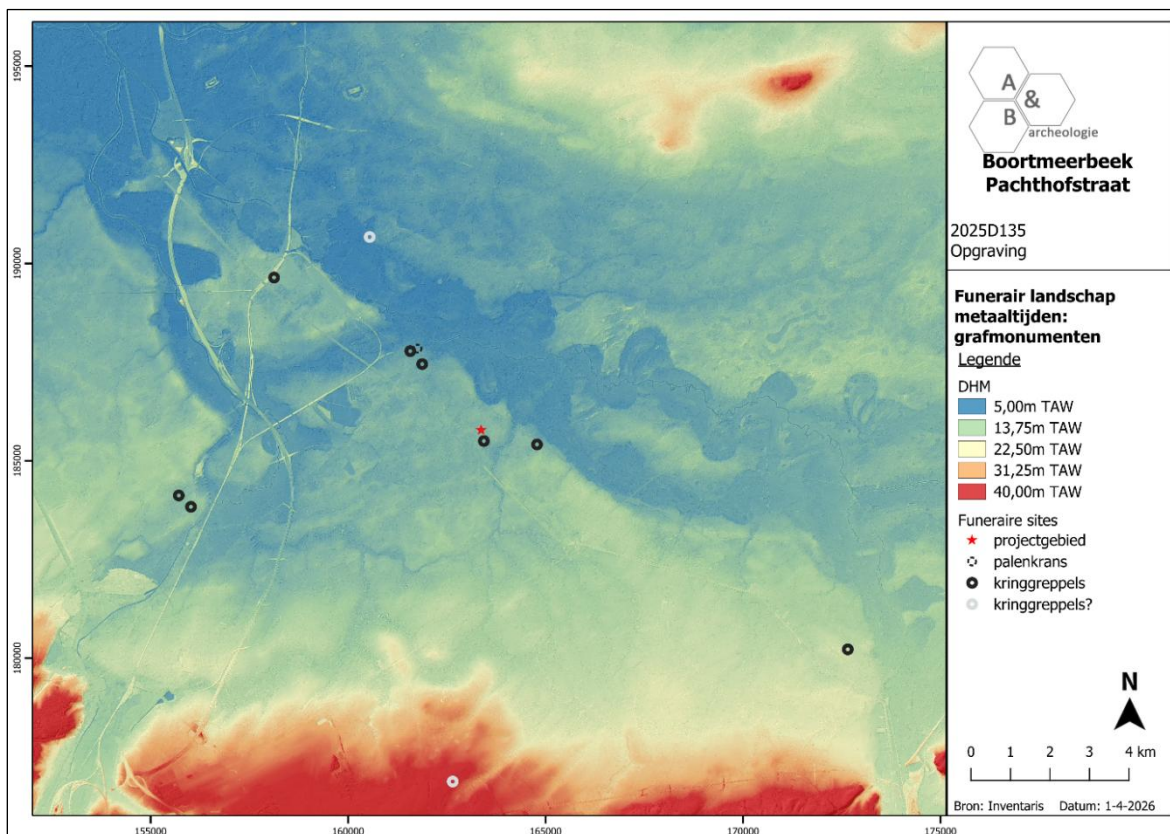 195000
190000
185000
180000
155000
160000
165000
170000
175000
A
&
B
archeologie
Boortmeerbeek
Pachthofstraat
2025D135
Opgraving
Funerair landschap
metaaltijden:
grafmonumenten
Legende
DHM
5,00m TAW
13,75m TAW
22,50m TAW
31,25m TAW
40,00m TAW
Funeraire sites
projectgebied
palenkrans
kringgreppels
kringgreppels?
N
0 1 2 3 4 km
Bron: Inventaris Datum: 1-4-2026